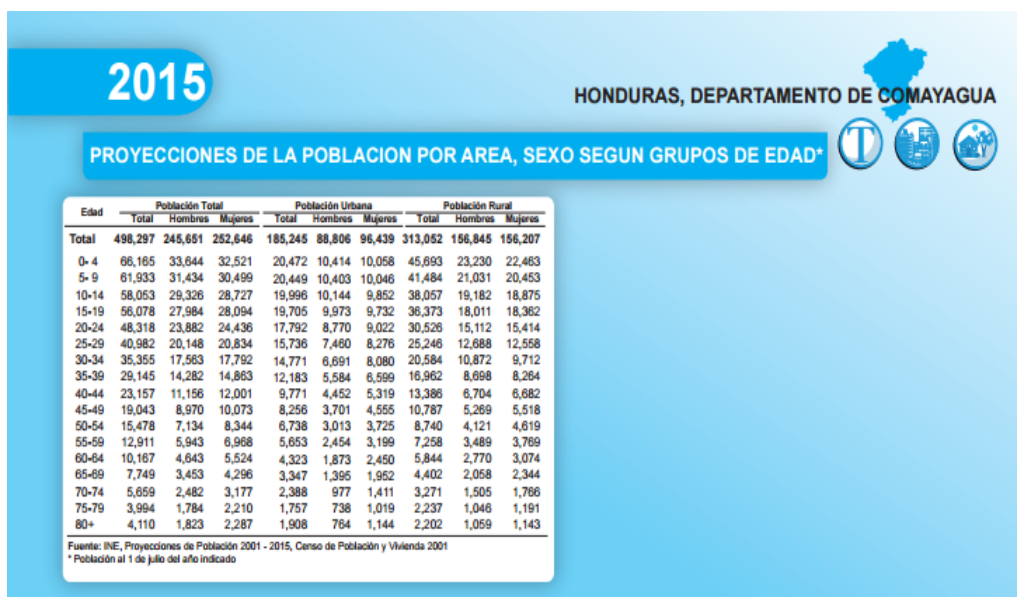 2015
HONDURAS, DEPARTAMENTO DE COMAYAGUA
T
PROYECCIONES DE LA POBLACION POR AREA, SEXO SEGUN GRUPOS DE EDAD*
Edad Población Total Población Urbana Población Rural
Total Hombres Mujeres Total Hombres Mujeres Total Hombres Mujeres
Total 498,297 245,651 252,646 185,245 88,806 96,439 313,052 156,845 156,207
0-4 66,165 33,644 32,521 20,472 10,414 10,058 45,693 23,230 22,463
5-9 61,933 31,434 30,499 20,449 10,403 10,046 41,484 21,031 20,453
10-14 58,053 29,326 28,727 19,996 10,144 9,852 38,057 19,182 18,875
15-19 56,078 27,984 28,094 19,705 9,973 9,732 36,373 18,011 18,362
20-24 48,318 23,882 24,436 17,792 8,770 9,022 30,526 15,112 15,414
25-29 40,982 20,148 20,834 15,736 7,460 8,276 25,246 12,688 12,558
30-34 35,355 17,563 17,792 14,771 6,691 8,080 20,584 10,872 9,712
35-39 29,145 14,282 14,863 12,183 5,584 6,599 16,962 8,698 8,264
40-44 23,157 11,156 12,001 9,771 4,452 5,319 13,386 6,704 6,682
45-49 19,043 8,970 10,073 8,256 3,701 4,555 10,787 5,269 5,518
50-54 15,478 7,134 8,344 6,738 3,013 3,725 8,740 4,121 4,619
55-59 12,911 5,943 6,968 5,653 2,454 3,199 7,258 3,489 3,769
60-64 10,167 4,643 5,524 4,323 1,873 2,450 5,844 2,770 3,074
65-69 7,749 3,453 4,296 3,347 1,395 1,952 4,402 2,058 2,344
70-74 5,659 2,482 3,177 2,388 977 1,411 3,271 1,505 1,766
75-79 3,994 1,784 2,210 1,757 738 1,019 2,237 1,046 1,191
80+ 4,110 1,823 2,287 1,908 764 1,144 2,202 1,059 1,143
Fuente: INE, Proyecciones de Población 2001 - 2015, Censo de Población y Vivienda 2001
* Población al 1 de julio del año indicado